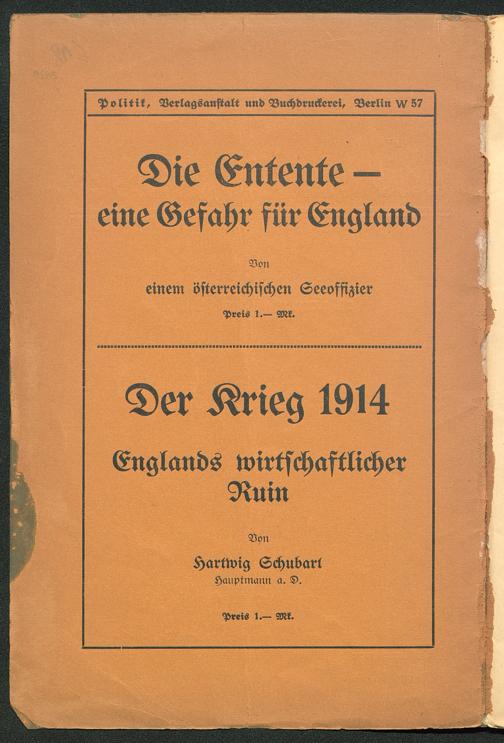 Politik, Verlagsanstalt und Buchdruckerei, Berlin W 57
Die Entente —
eine Gefahr für England
Von
einem österreichischen Seeoffizier
Preis 1.— Mk.
Der Krieg 1914
Englands wirtschaftlicher
Ruin
Von
Hartwig Schubart
Hauptmann a. D.
Preis 1.— Mk.